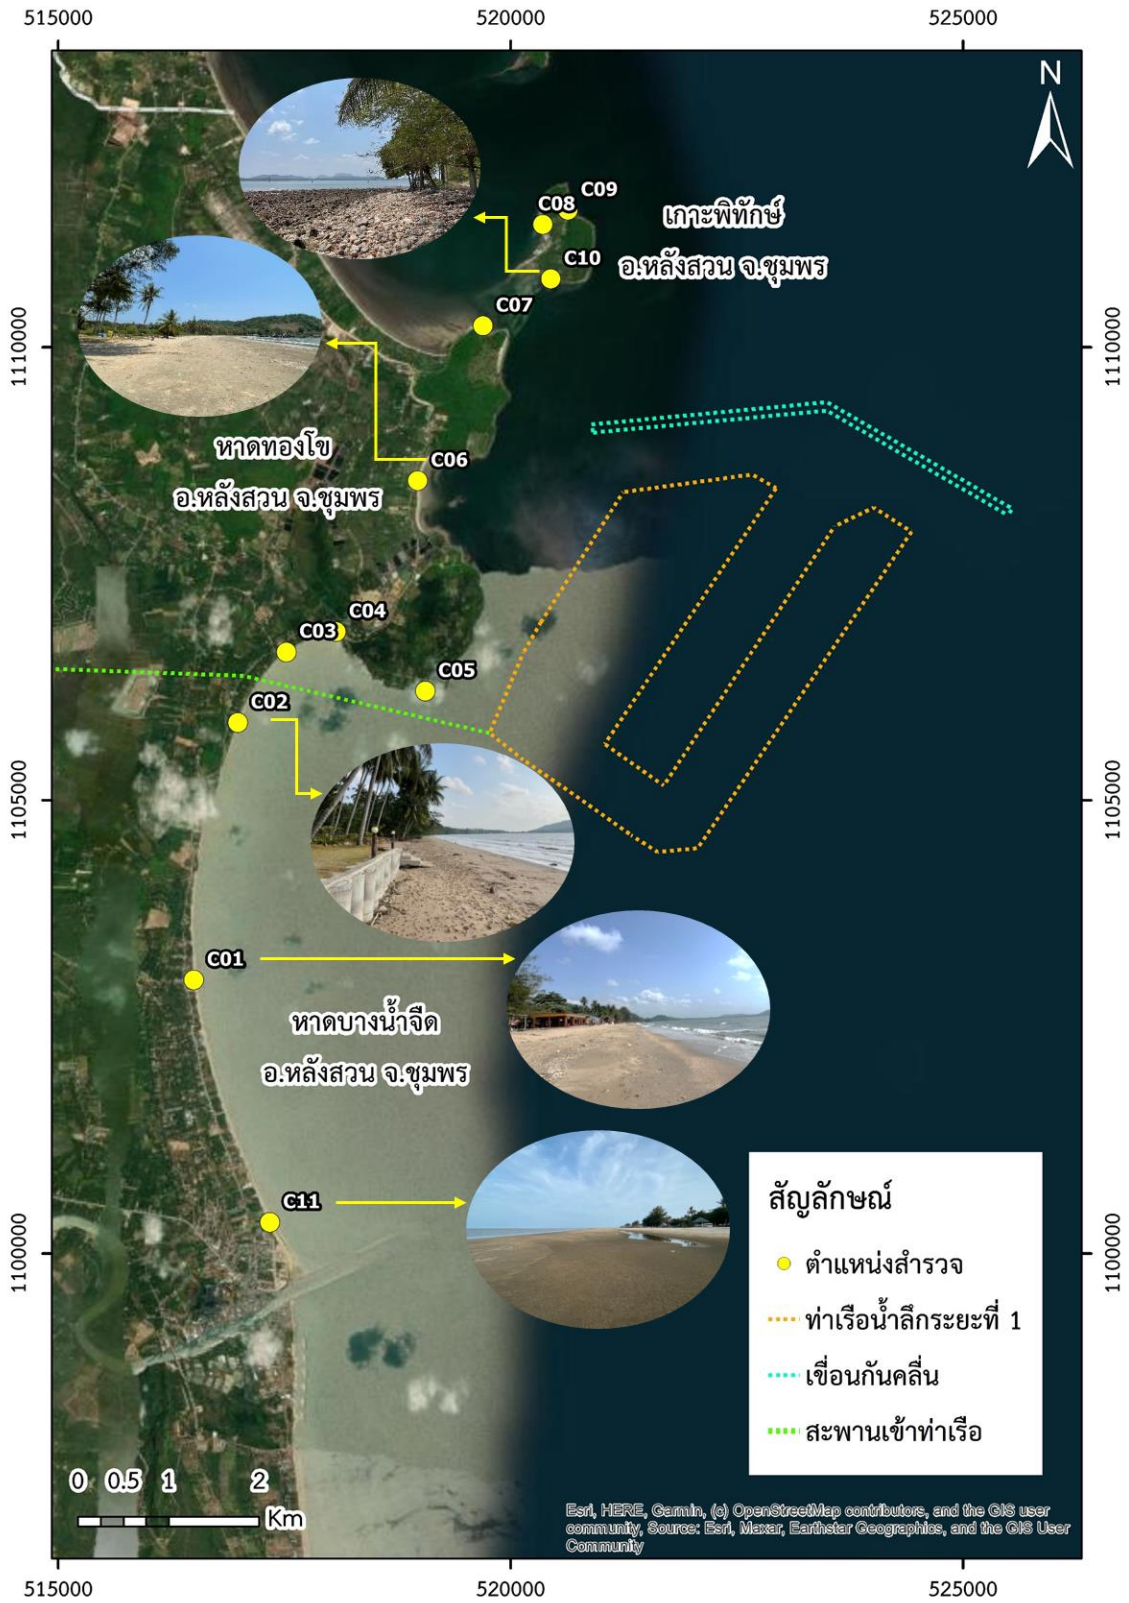 515000
520000
525000
N
C09
C08
เกาะพิทักษ์
อ.หลังสวน จ.ชุมพร
C10
C07
1110000
1110000
หาดทองโข
อ.หลังสวน จ.ชุมพร
C06
C04
C03
C05
C02
1105000
1105000
C01
หาดบางน้ำจืด
อ.หลังสวน จ.ชุมพร
C11
1100000
1100000
สัญลักษณ์
ตำแหน่งสำรวจ
ท่าเรือน้ำลึกระยะที่ 1
เขื่อนกันคลื่น
สะพานเข้าท่าเรือ
0 0.5 1 2
Km
Esri, HERE, Garmin, (c) OpenStreetMap contributors, and the GIS user
community, Source: Esri, Maxar, Earthstar Geographics, and the GIS User
Community
515000
520000
525000